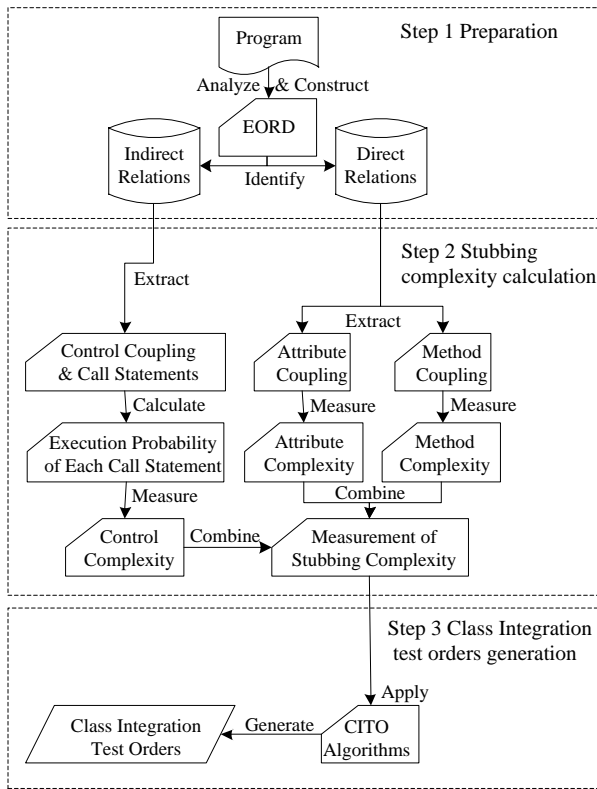 Step 1 Preparation
Program
Analyze & Construct
EORD
Indirect
Relations
Direct
Relations
Identify
Step 2 Stubbing
complexity calculation
Extract
Extract
Control Coupling
& Call Statements
Attribute
Coupling
Method
Coupling
Calculate
Measure
Measure
Execution Probability
of Each Call Statement
Attribute
Complexity
Method
Complexity
Measure
Combine
Control
Complexity
Combine
Measurement of
Stubbing Complexity
Step 3 Class Integration
test orders generation
Apply
Class Integration
Test Orders
Generate
CITO
Algorithms